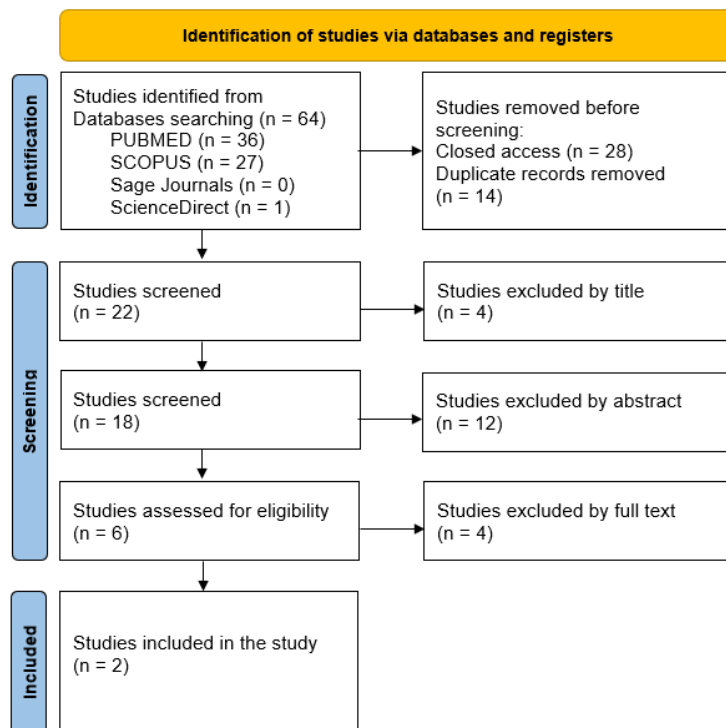 Identification of studies via databases and registers
Identification
Studies identified from
Databases searching (n = 64)
PUBMED (n = 36)
SCOPUS (n = 27)
Sage Journals (n = 0)
ScienceDirect (n = 1)
Studies removed before
screening:
Closed access (n = 28)
Duplicate records removed
(n = 14)
Screening
Studies screened
(n = 22)
Studies excluded by title
(n = 4)
Studies screened
(n = 18)
Studies excluded by abstract
(n = 12)
Studies assessed for eligibility
(n = 6)
Studies excluded by full text
(n = 4)
Included
Studies included in the study
(n = 2)